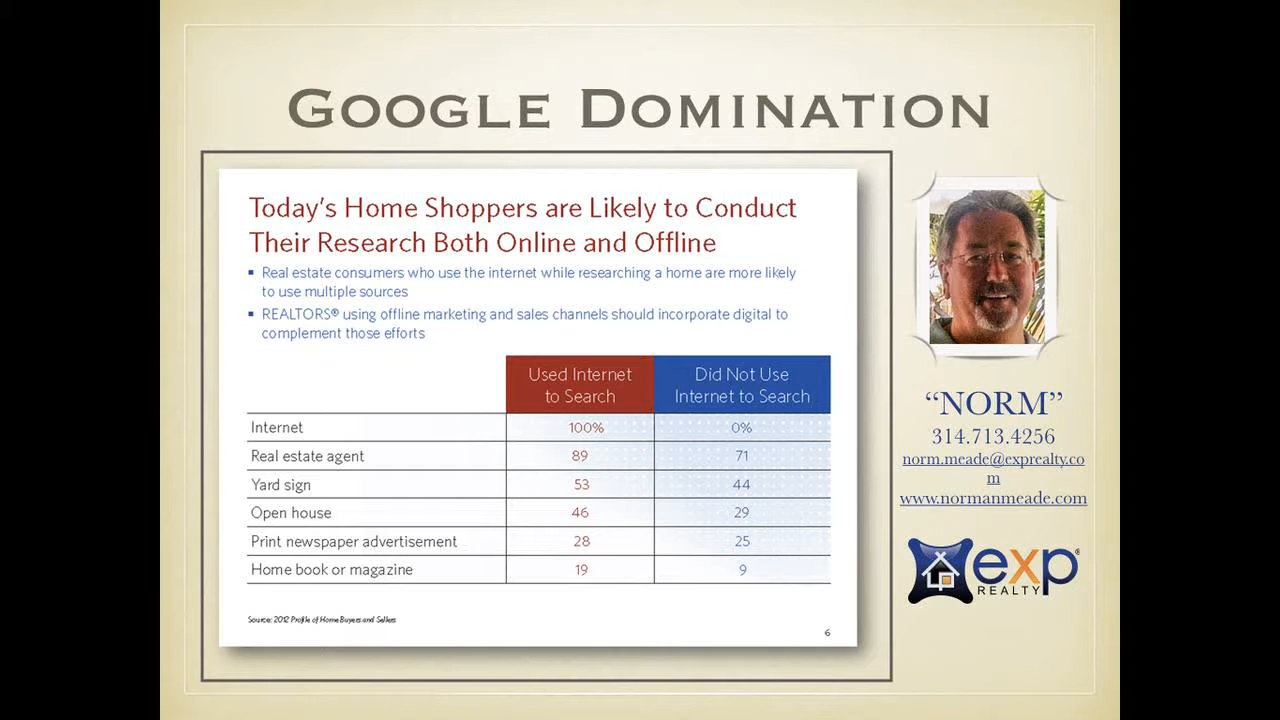 GOOGLE DOMINATION
Today's Home Shoppers are Likely to Conduct
Their Research Both Online and Offline
▪ Real estate consumers who use the internet while researching a home are more likely
to use multiple sources
▪ REALTORS® using offline marketing and sales channels should incorporate digital to
complement those efforts
Used Internet Did Not Use
to Search Internet to Search
Internet 100% 0%
Real estate agent 89 71
Yard sign 53 44
Open house 46 29
Print newspaper advertisement 28 25
Home book or magazine 19 9
Source: 2012 Profile of Home Buyers and Sellers
6
“NORM”
314.713.4256
norm.meade@exprealty.co
m
www.normanmeade.com
exp®
REALTY